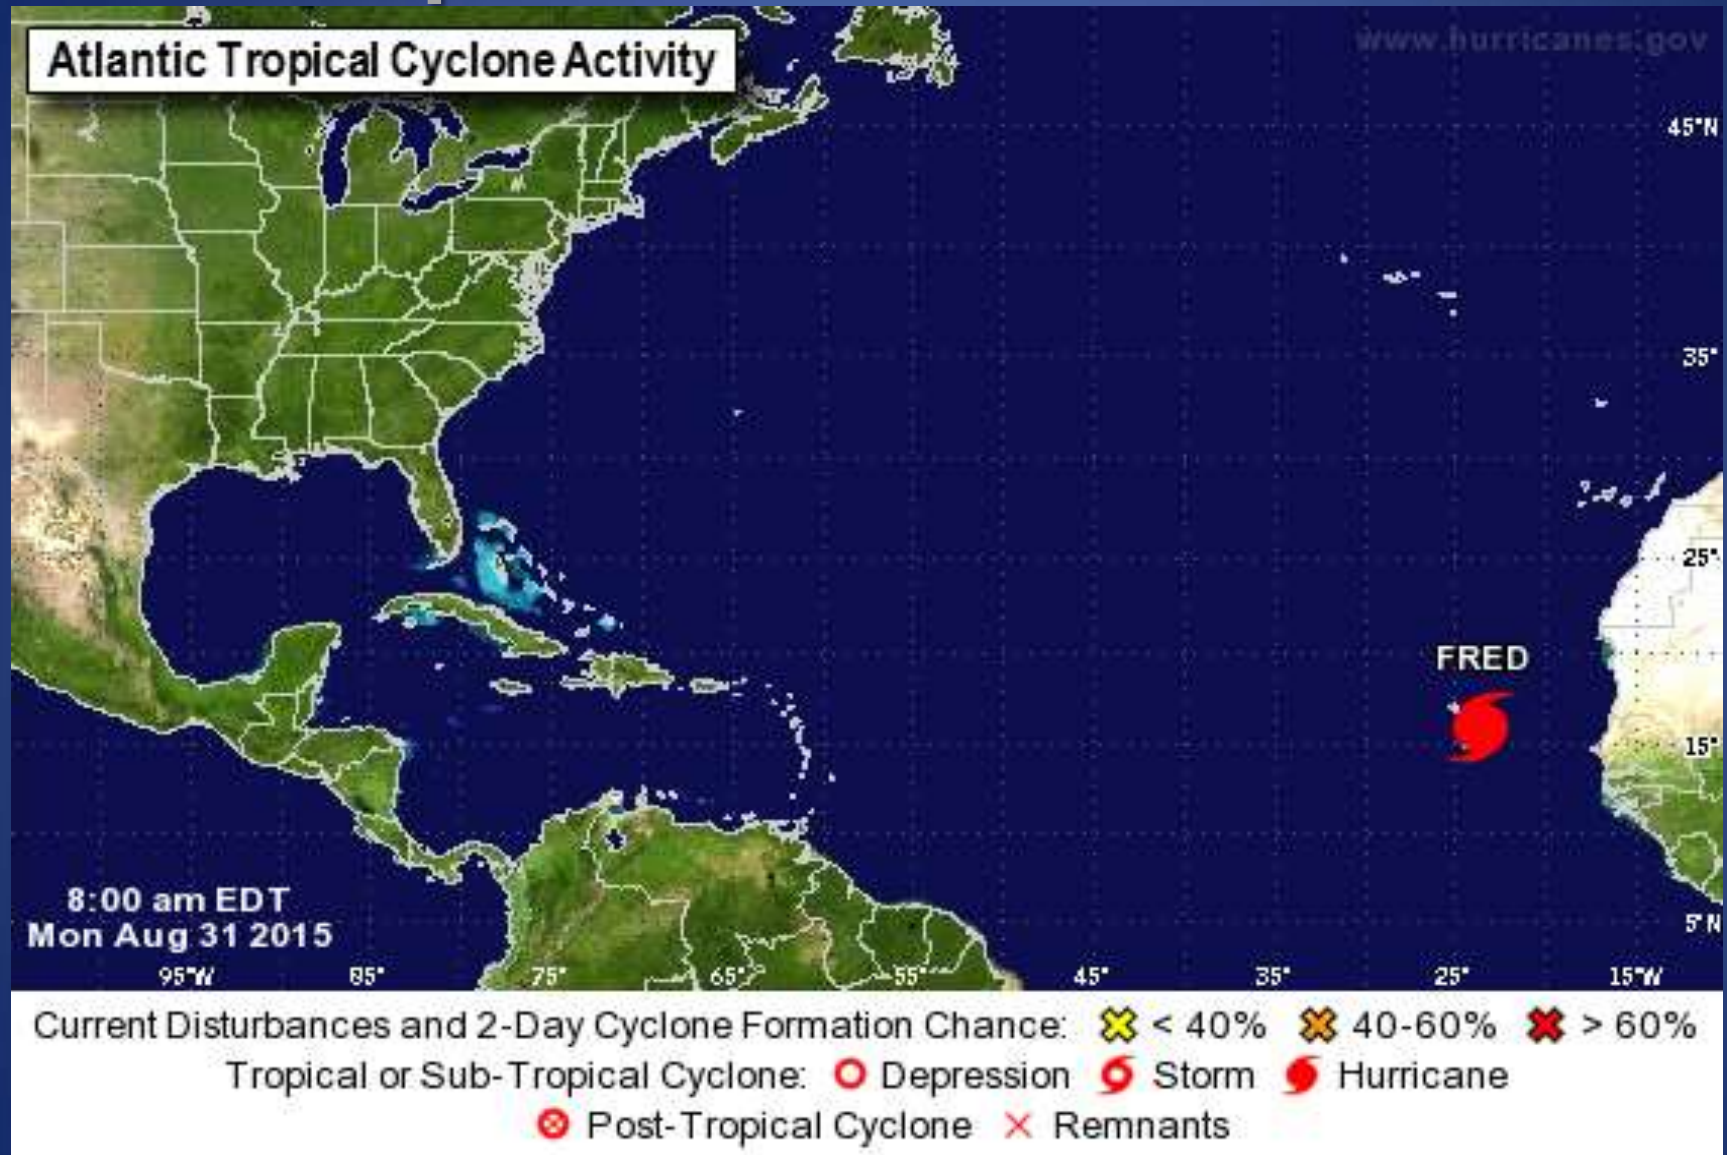 Atlantic Tropical Cyclone Activity
www.hurricanes.gov
45°N
35°
25°
FRED
15°
8:00 am EDT
Mon Aug 31 2015
5°N
95°W 85° 75° 65° 55° 45° 35° 25° 15°W
Current Disturbances and 2-Day Cyclone Formation Chance: < 40% 40-60% > 60%
Tropical or Sub-Tropical Cyclone: Depression Storm Hurricane
Post-Tropical Cyclone Remnants